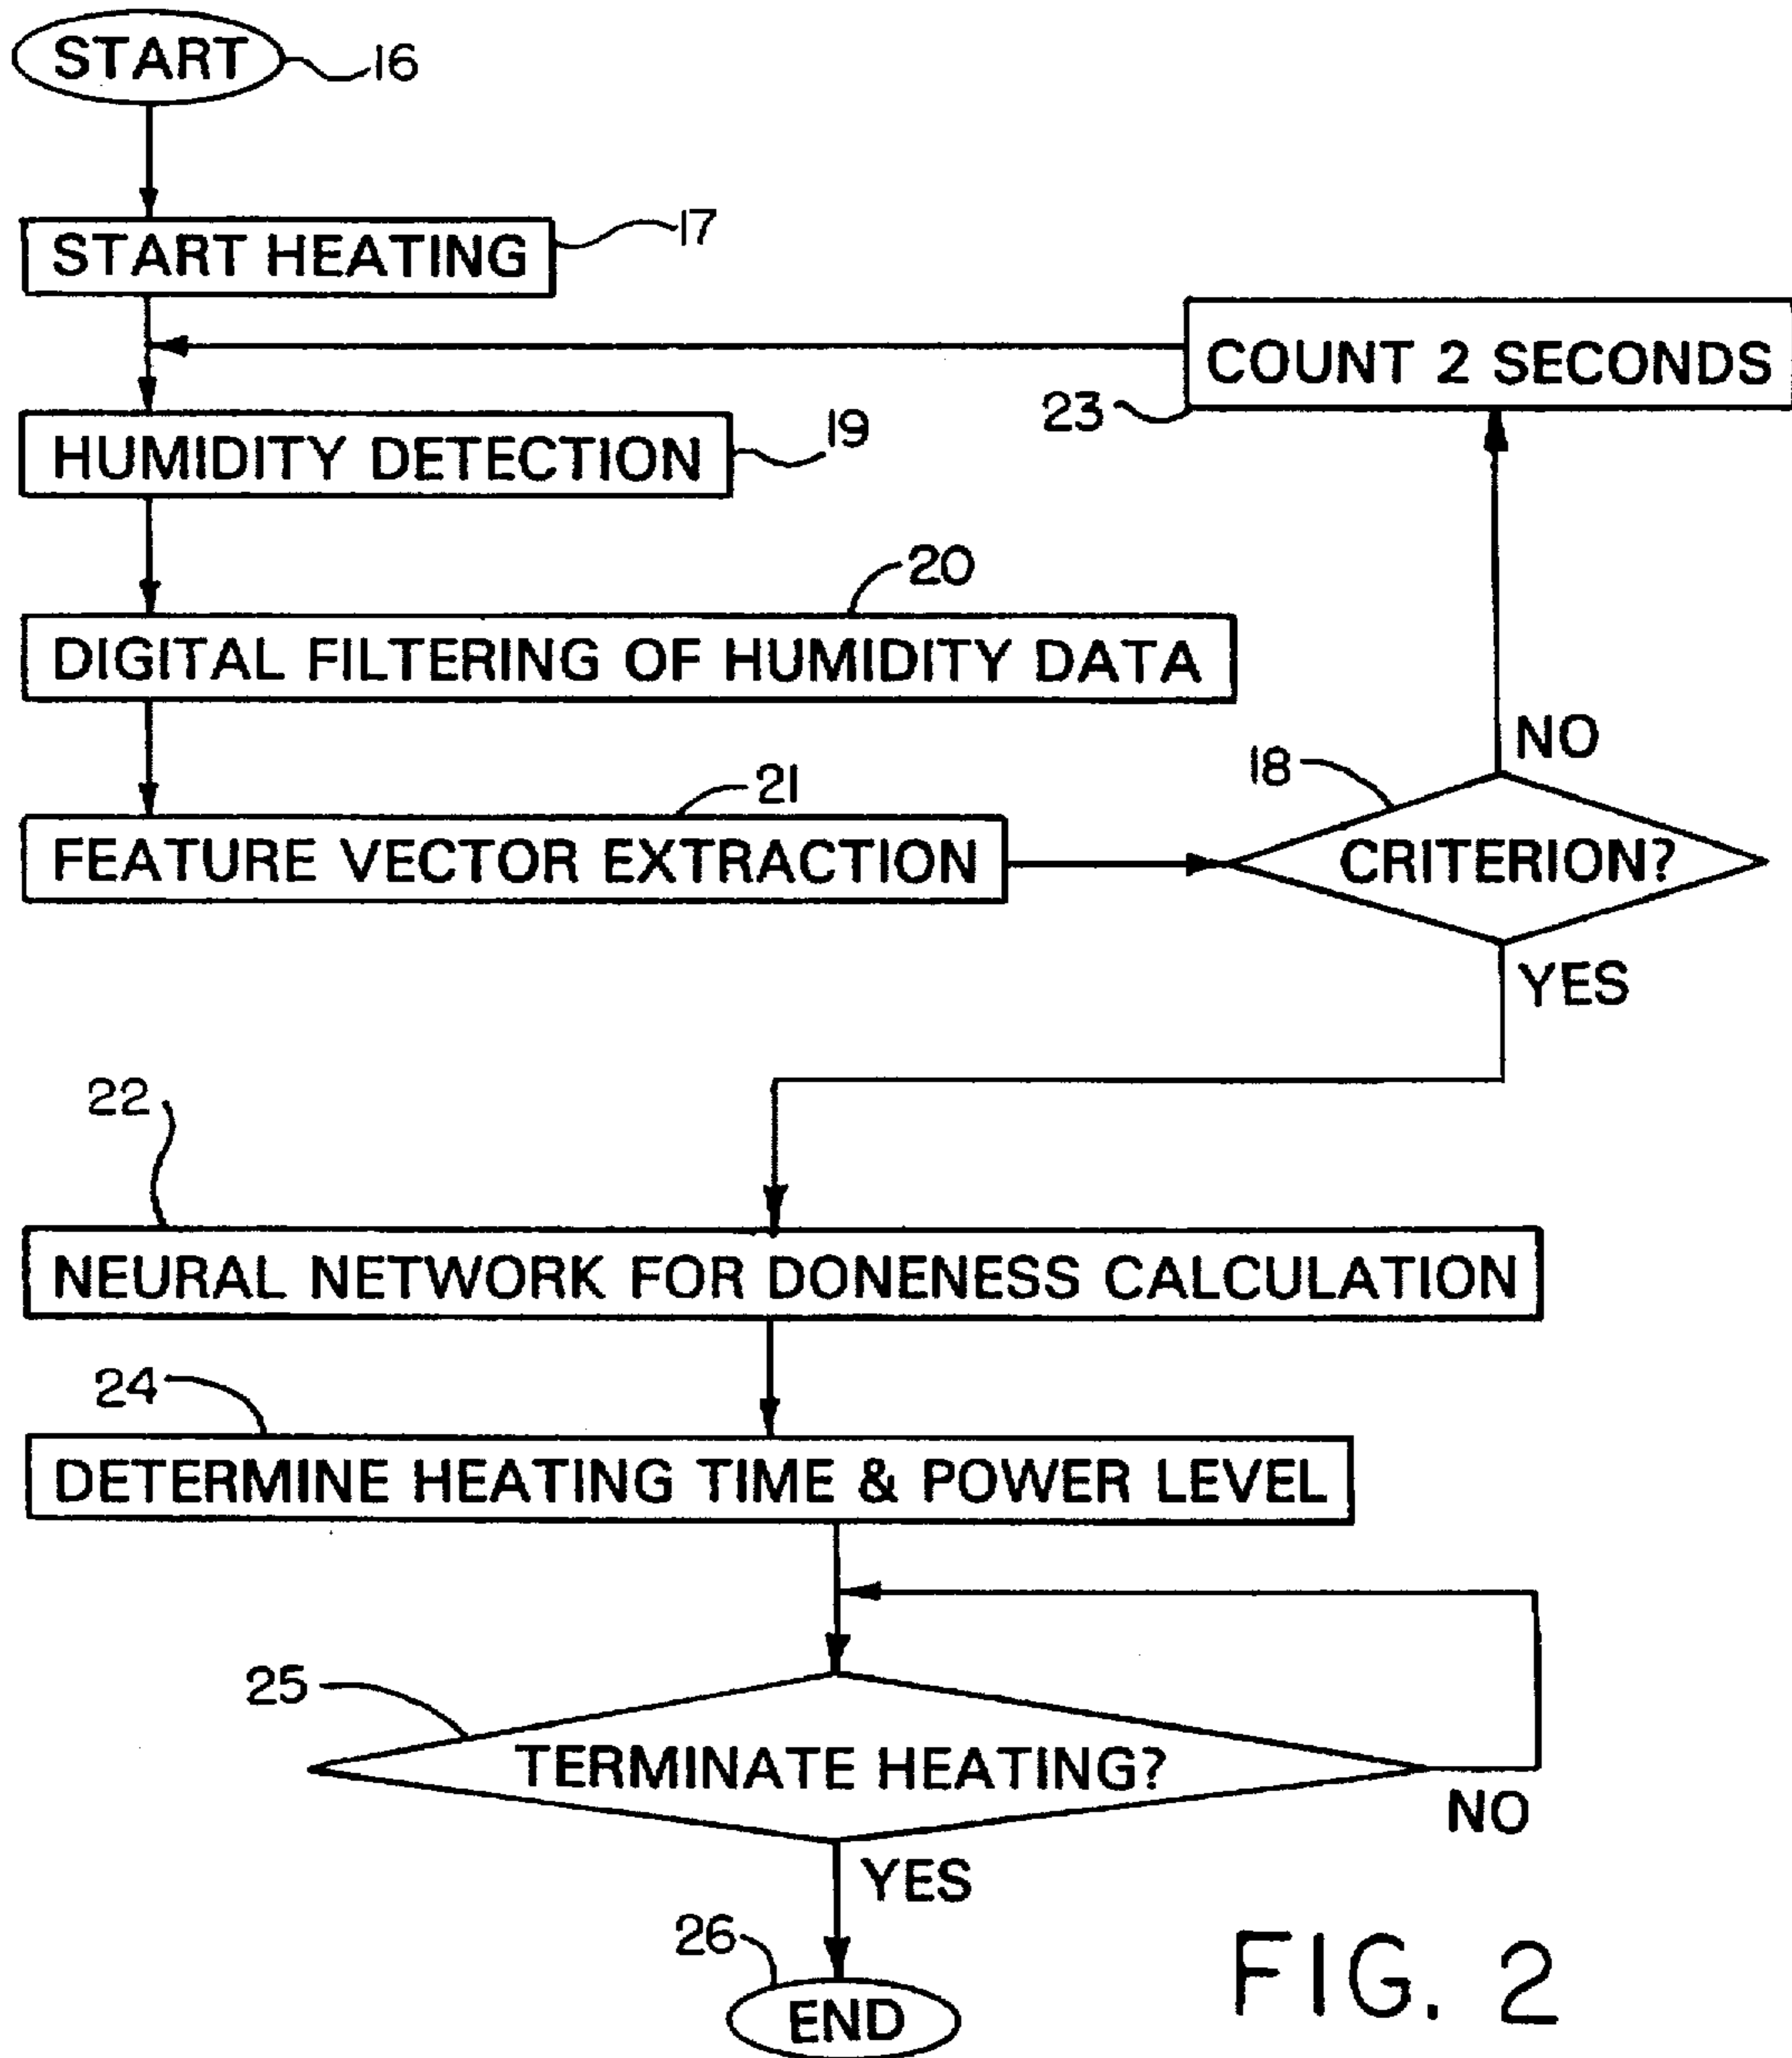 START 16
START HEATING 17
COUNT 2 SECONDS
23
HUMIDITY DETECTION 19
20
DIGITAL FILTERING OF HUMIDITY DATA
NO
18
21
FEATURE VECTOR EXTRACTION
CRITERION?
YES
22
NEURAL NETWORK FOR DONENESS CALCULATION
24
DETERMINE HEATING TIME & POWER LEVEL
25
TERMINATE HEATING?
NO
YES
26
END
FIG. 2